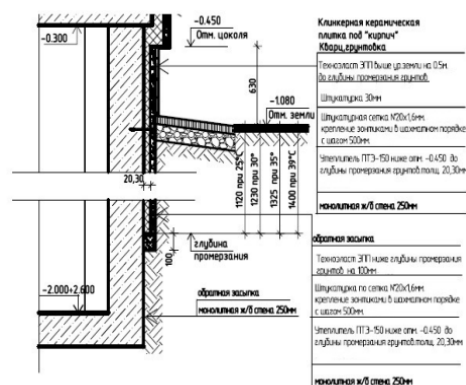 -0.450
Отм. цоколя
-0.300
630
-1.080
Отм. земли
20,30
1120 при 25°
1230 при 30°
1325 при 35°
1400 при 39°С
глубина
промерзания
100
-2.000÷2.600
обратная засыпка
монолитная ж/б стена 250мм
Клинкерная керамическая
плитка под "кирпич"
Кварц.грунтовка
Техноэласт ЭПП выше ур.земли на 0.5м.
до глубины промерзания грунтов.
Штукатурка 30мм
Штукатурная сетка N20х1,6мм.
крепление зонтиками в шахматном порядке
с шагом 500мм.
Утеплитель ПТЭ-150 ниже отм. -0.450 до
глубины промерзания грунтов.толщ. 20,30мм
монолитная ж/б стена 250мм
обратная засыпка
Техноэласт ЭПП ниже глубины промерзания
грунтов на 100мм
Штукатурка по сетке N20х1,6мм.
крепление зонтиками в шахматном порядке
с шагом 500мм.
Утеплитель ПТЭ-150 ниже отм. -0.450 до
глубины промерзания грунтов.толщ. 20,30мм
монолитная ж/б стена 250мм